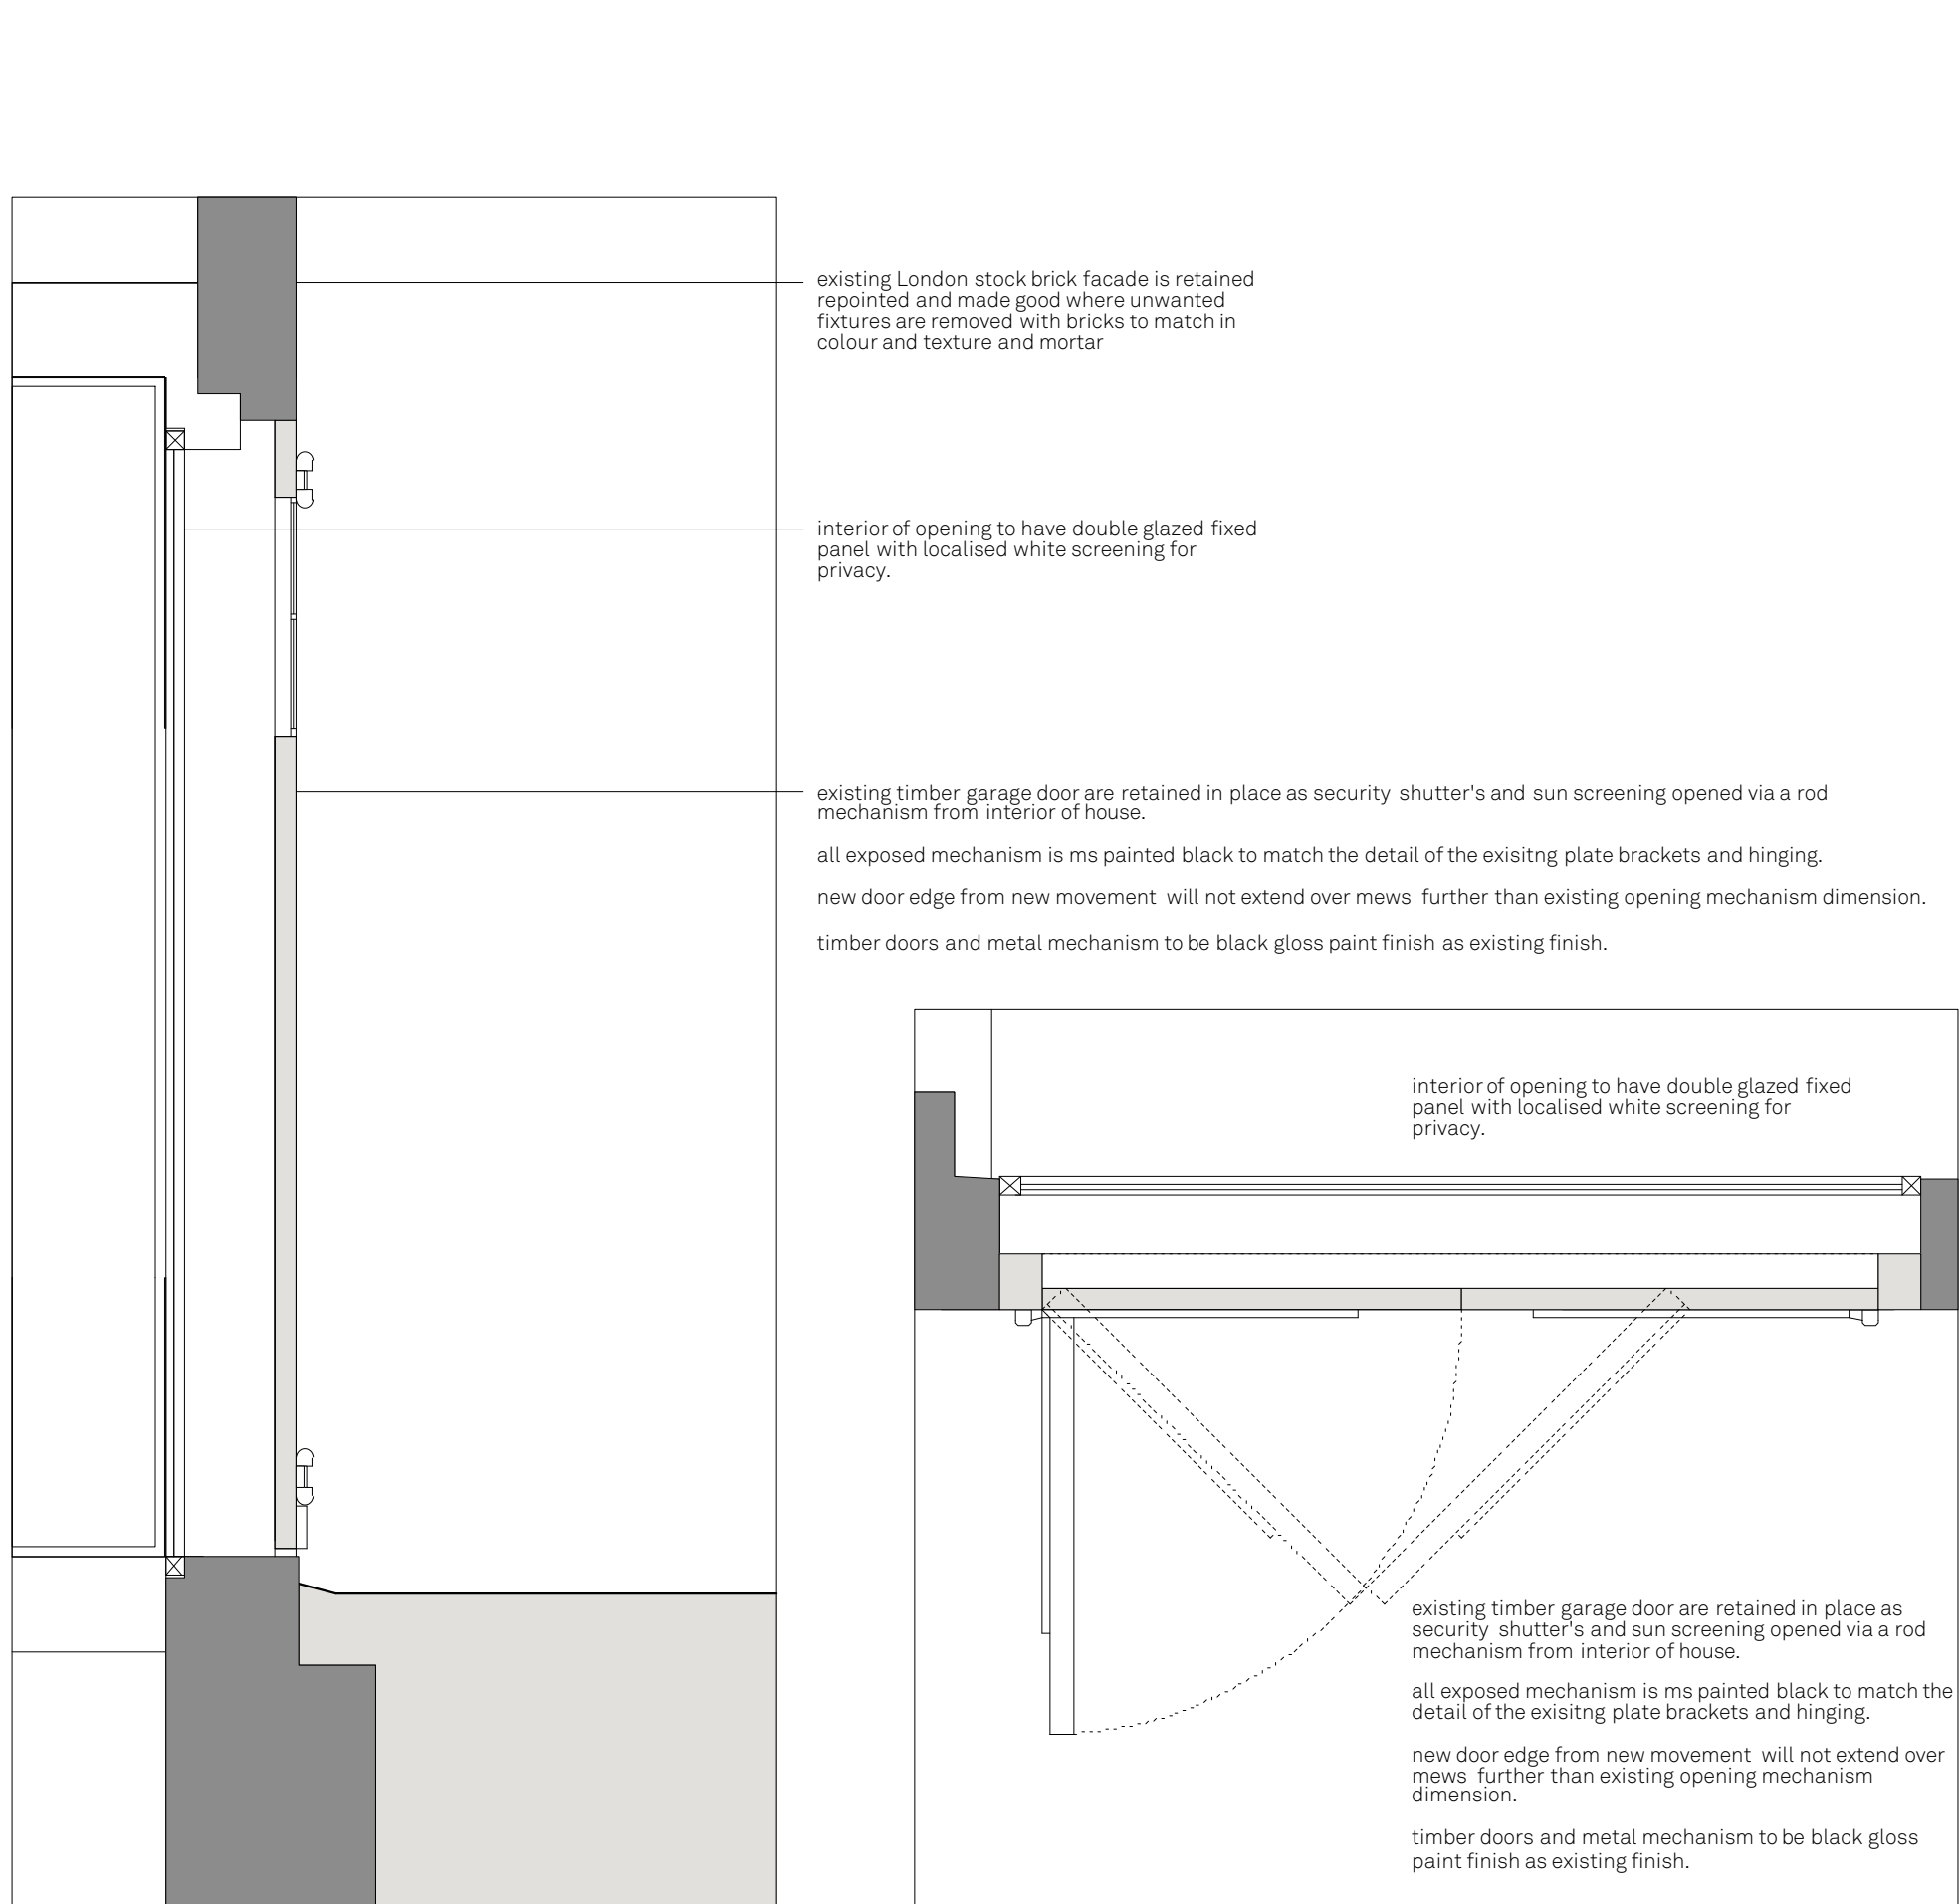 existing London stock brick facade is retained
repointed and made good where unwanted
fixtures are removed with bricks to match in
colour and texture and mortar
interior of opening to have double glazed fixed
panel with localised white screening for
privacy.
existing timber garage door are retained in place as security shutter's and sun screening opened via a rod
mechanism from interior of house.
all exposed mechanism is ms painted black to match the detail of the exisitng plate brackets and hinging.
new door edge from new movement will not extend over mews further than existing opening mechanism dimension.
timber doors and metal mechanism to be black gloss paint finish as existing finish.
interior of opening to have double glazed fixed
panel with localised white screening for
privacy.
existing timber garage door are retained in place as
security shutter's and sun screening opened via a rod
mechanism from interior of house.
all exposed mechanism is ms painted black to match the
detail of the exisitng plate brackets and hinging.
new door edge from new movement will not extend over
mews further than existing opening mechanism
dimension.
timber doors and metal mechanism to be black gloss
paint finish as existing finish.